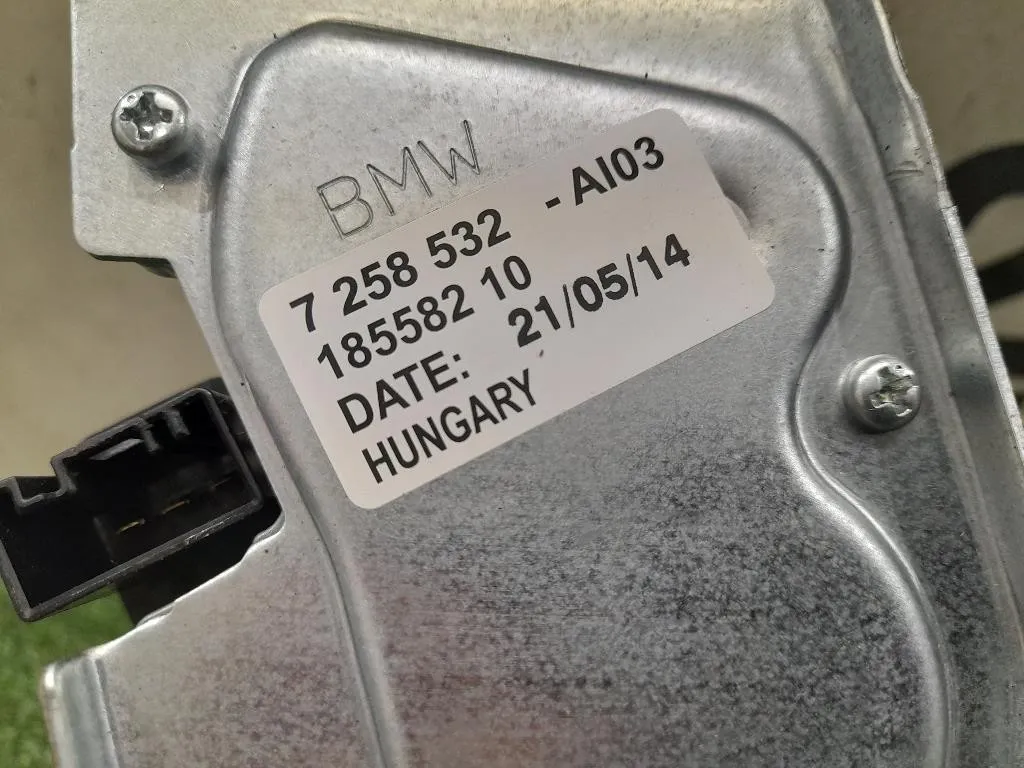 BMW
7 258 532 - AI03
185582 10
DATE: 21/05/14
HUNGARY